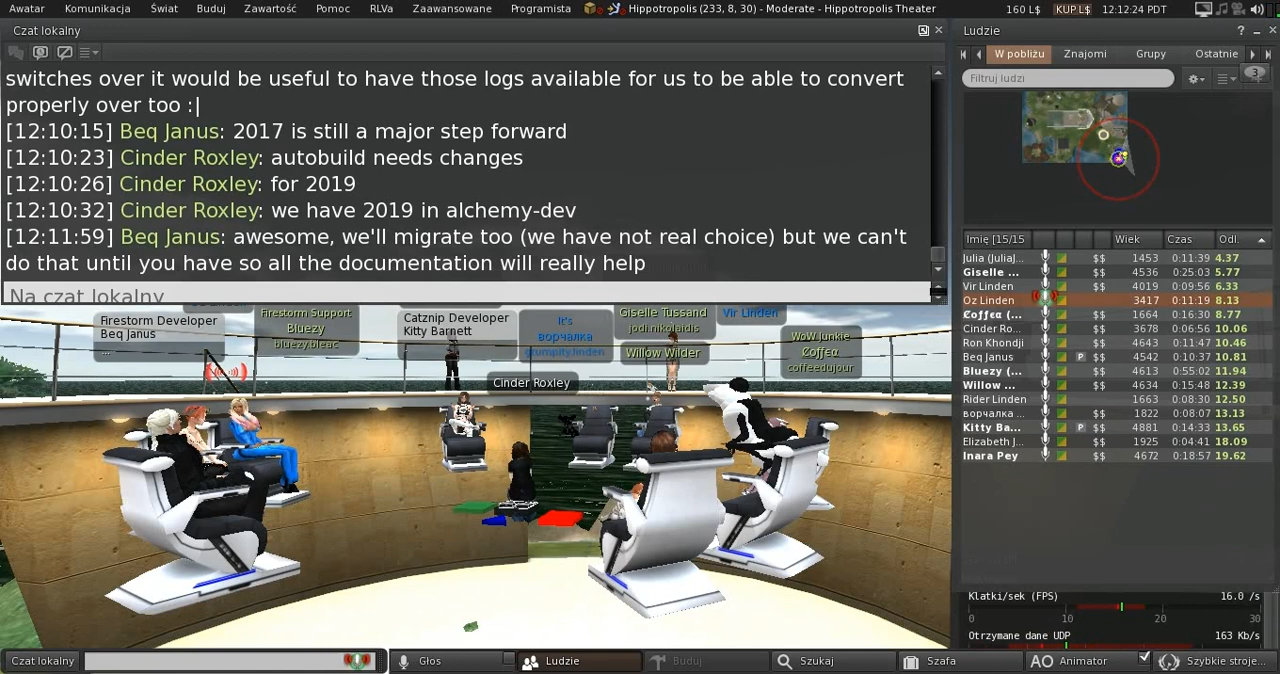 Awatar Komunikacja Świat Buduj Zawartość Pomoc RLVa Zaawansowane Programista Hippotropolis (233, 8, 30) - Moderate - Hippotropolis Theater 160 L$ KUP L$ 12:12:24 PDT
Czat lokalny
switches over it would be useful to have those logs available for us to be able to convert
properly over too :|
[12:10:15] Beq Janus: 2017 is still a major step forward
[12:10:23] Cinder Roxley: autobuild needs changes
[12:10:26] Cinder Roxley: for 2019
[12:10:32] Cinder Roxley: we have 2019 in alchemy-dev
[12:11:59] Beq Janus: awesome, we'll migrate too (we have not real choice) but we can't
do that until you have so all the documentation will really help
Na czat lokalny
Firestorm Developer
Beq Janus
...
Firestorm Support
Bluezy
bluezy.bleac
Catznip Developer
Kitty Barnett
It's
ворчалка
grumpity.linden
Giselle Tussand
jodi.nikolaidis
Willow Wilder
Vir Linden
WoW Junkie
Coffee
coffeedujour
Cinder Roxley
Ludzie
W pobliżu Znajomi Grupy Ostatnie
Filtruj ludzi
3
Imię [15/15 Wiek Czas Odl.
Julia (JuliaJ... $$ 1453 0:11:39 4.37
Giselle ... $$ 4536 0:25:03 5.77
Vir Linden $$ 4019 0:09:56 6.33
Oz Linden 3417 0:11:19 8.13
(... $$ 1664 0:16:30 8.77
Cinder Ro... $$ 3678 0:06:56 10.06
Ron Khondji $$ 4643 0:11:47 10.46
Beq Janus P $$ 4542 0:10:37 10.81
Bluezy (... $$ 4613 0:55:02 11.94
Willow ... $$ 4634 0:15:48 12.39
Rider Linden 1663 0:08:30 12.50
ворчалка ... $$ 1822 0:08:07 13.13
Kitty Ba... P $$ 4881 0:14:33 13.65
Elizabeth J... $$ 1925 0:04:41 18.09
Inara Pey 4672 0:18:57 19.62
Klatki/sek (FPS) 16.0 /s
0 10 20 30
Otrzymane dane UDP 163 Kb/s
Czat lokalny Głos Ludzie Buduj Szukaj Szafa AO Animator Szybkie stroje...